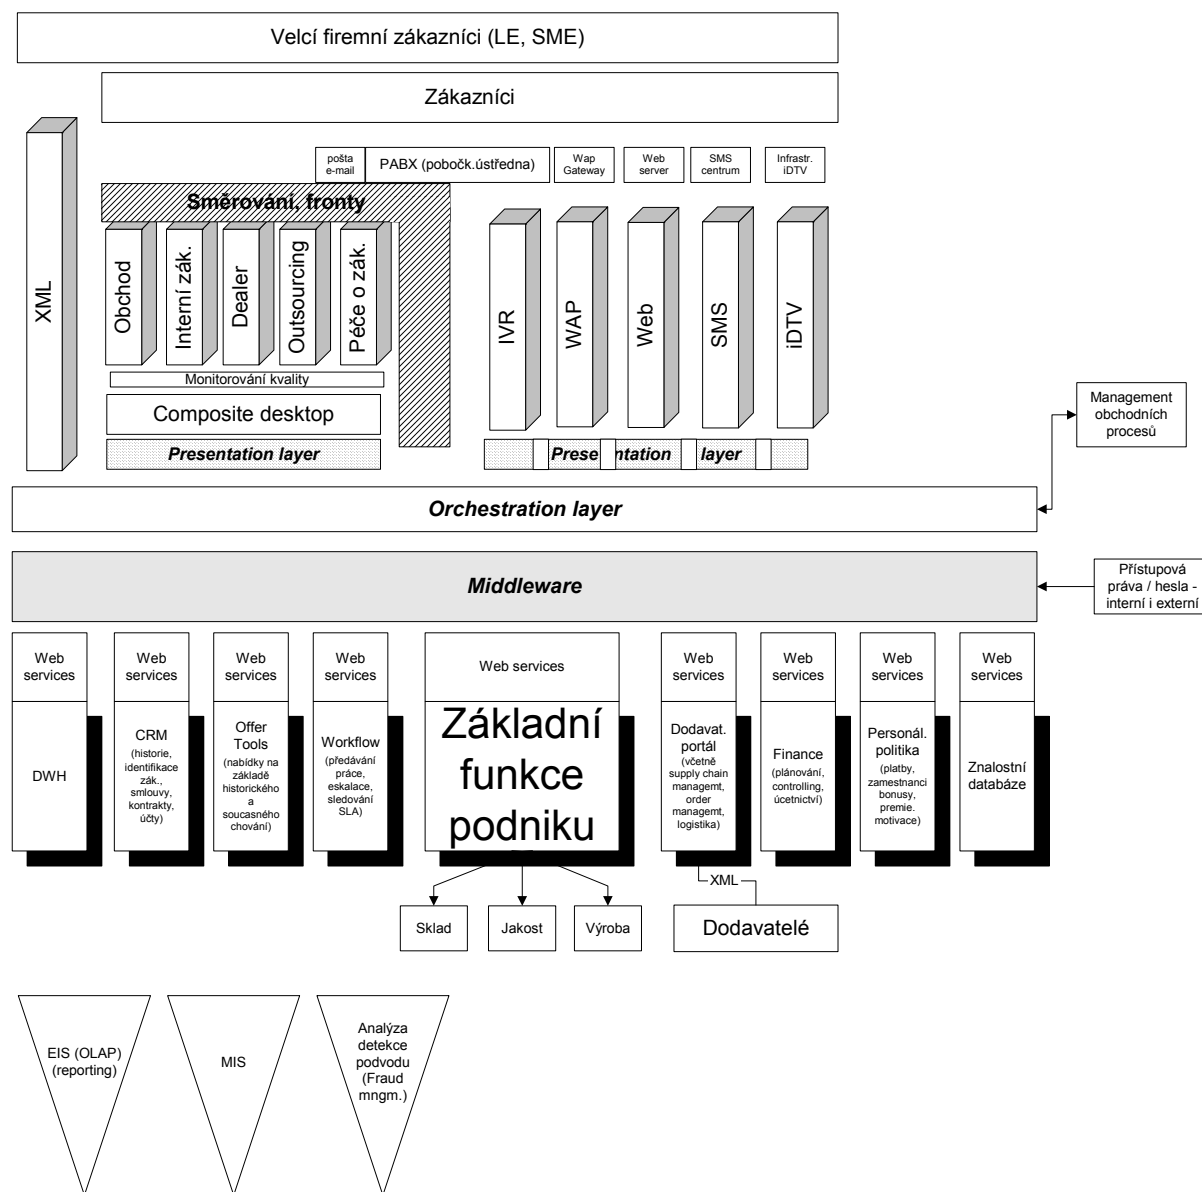 Velcí firemní zákazníci (LE, SME)
Zákazníci
XML
pošta
e-mail
PABX (pobočk.ústředna)
Wap
Gateway
Web
server
SMS
centrum
Infrastr.
iDTV
Směrování, fronty
Obchod
Interní zák.
Dealer
Outsourcing
Péče o zák.
IVR
WAP
Web
SMS
iDTV
Monitorování kvality
Composite desktop
Presentation layer
Presentation layer
Management
obchodních
procesů
Orchestration layer
Middleware
Přístupová
práva / hesla -
interní i externí
Web
services
DWH
Web
services
CRM
(historie,
identifikace
zák.,
smlouvy,
kontrakty,
účty)
Web
services
Offer
Tools
(nabídky na
základě
historického
a
soucasného
chování)
Web
services
Workflow
(předávání
práce,
eskalace,
sledování
SLA)
Web services
Základní
funkce
podniku
Web
services
Dodavat.
portál
(včetně
supply chain
managemt,
order
managemt,
logistika)
Web
services
Finance
(plánování,
controlling,
úcetnictví)
Web
services
Personál.
politika
(platby,
zamestnanci
bonusy,
premie.
motivace)
Web
services
Znalostní
databáze
XML
Sklad
Jakost
Výroba
Dodavatelé
EIS (OLAP)
(reporting)
MIS
Analýza
detekce
podvodu
(Fraud
mngm.)